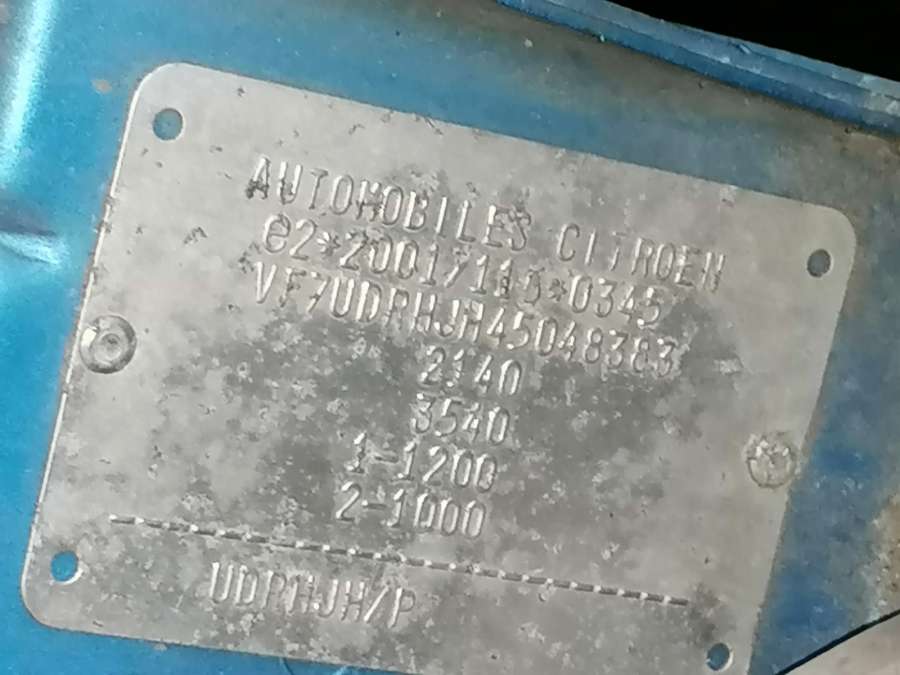 AUTOMOBILES CITROEN
e2*2001/116*0345
VF7UDRHJH45048383
2140
3540
1-1200
2-1000
UDRHJH/P